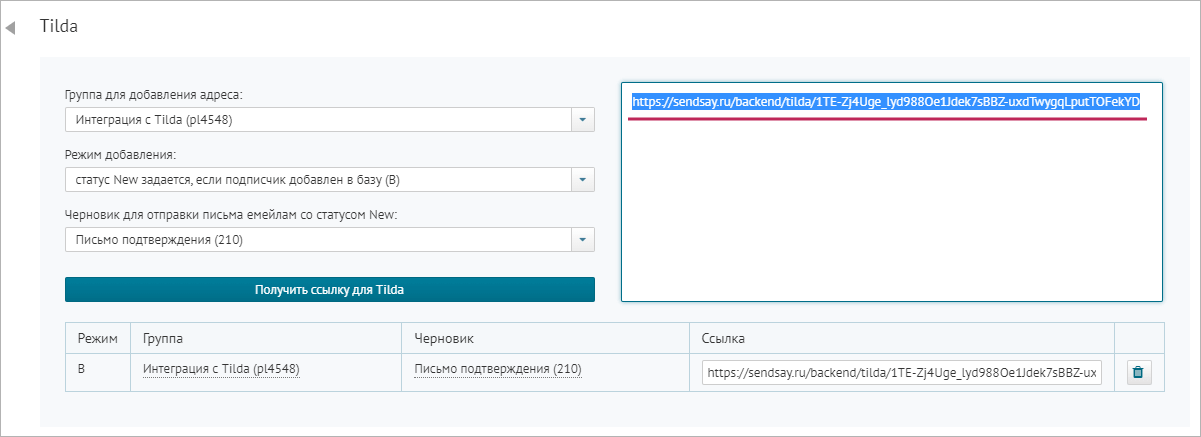 Tilda
Группа для добавления адреса:
Интеграция с Tilda (pl4548)
Режим добавления:
статус New задается, если подписчик добавлен в базу (B)
Черновик для отправки письма емейлам со статусом New:
Письмо подтверждения (210)
Получить ссылку для Tilda
https://sendsay.ru/backend/tilda/1TE-Zj4Uge_lyd988Oe1Jdek7sBBZ-uxdTwygqLputTOFekYD
Режим Группа Черновик Ссылка
B Интеграция с Tilda (pl4548) Письмо подтверждения (210) https://sendsay.ru/backend/tilda/1TE-Zj4Uge_lyd988Oe1Jdek7sBBZ-ux